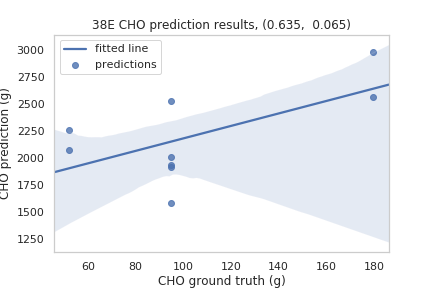 38E CHO prediction results, (0.635,  0.065)
fitted line
predictions
CHO prediction (g)
3000
2750
2500
2250
2000
1750
1500
1250
60 80 100 120 140 160 180
CHO ground truth (g)